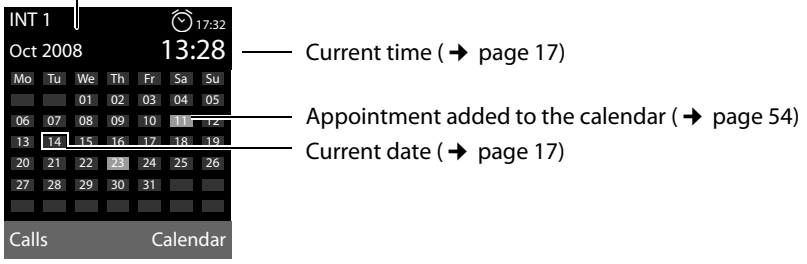 INT 1 17:32
Oct 2008 13:28 Current time ( ➔ page 17)
Mo Tu We Th Fr Sa Su
01 02 03 04 05
06 07 08 09 10 11 12 Appointment added to the calendar ( ➔ page 54)
13 14 15 16 17 18 19 Current date ( ➔ page 17)
20 21 22 23 24 25 26
27 28 29 30 31
Calls Calendar